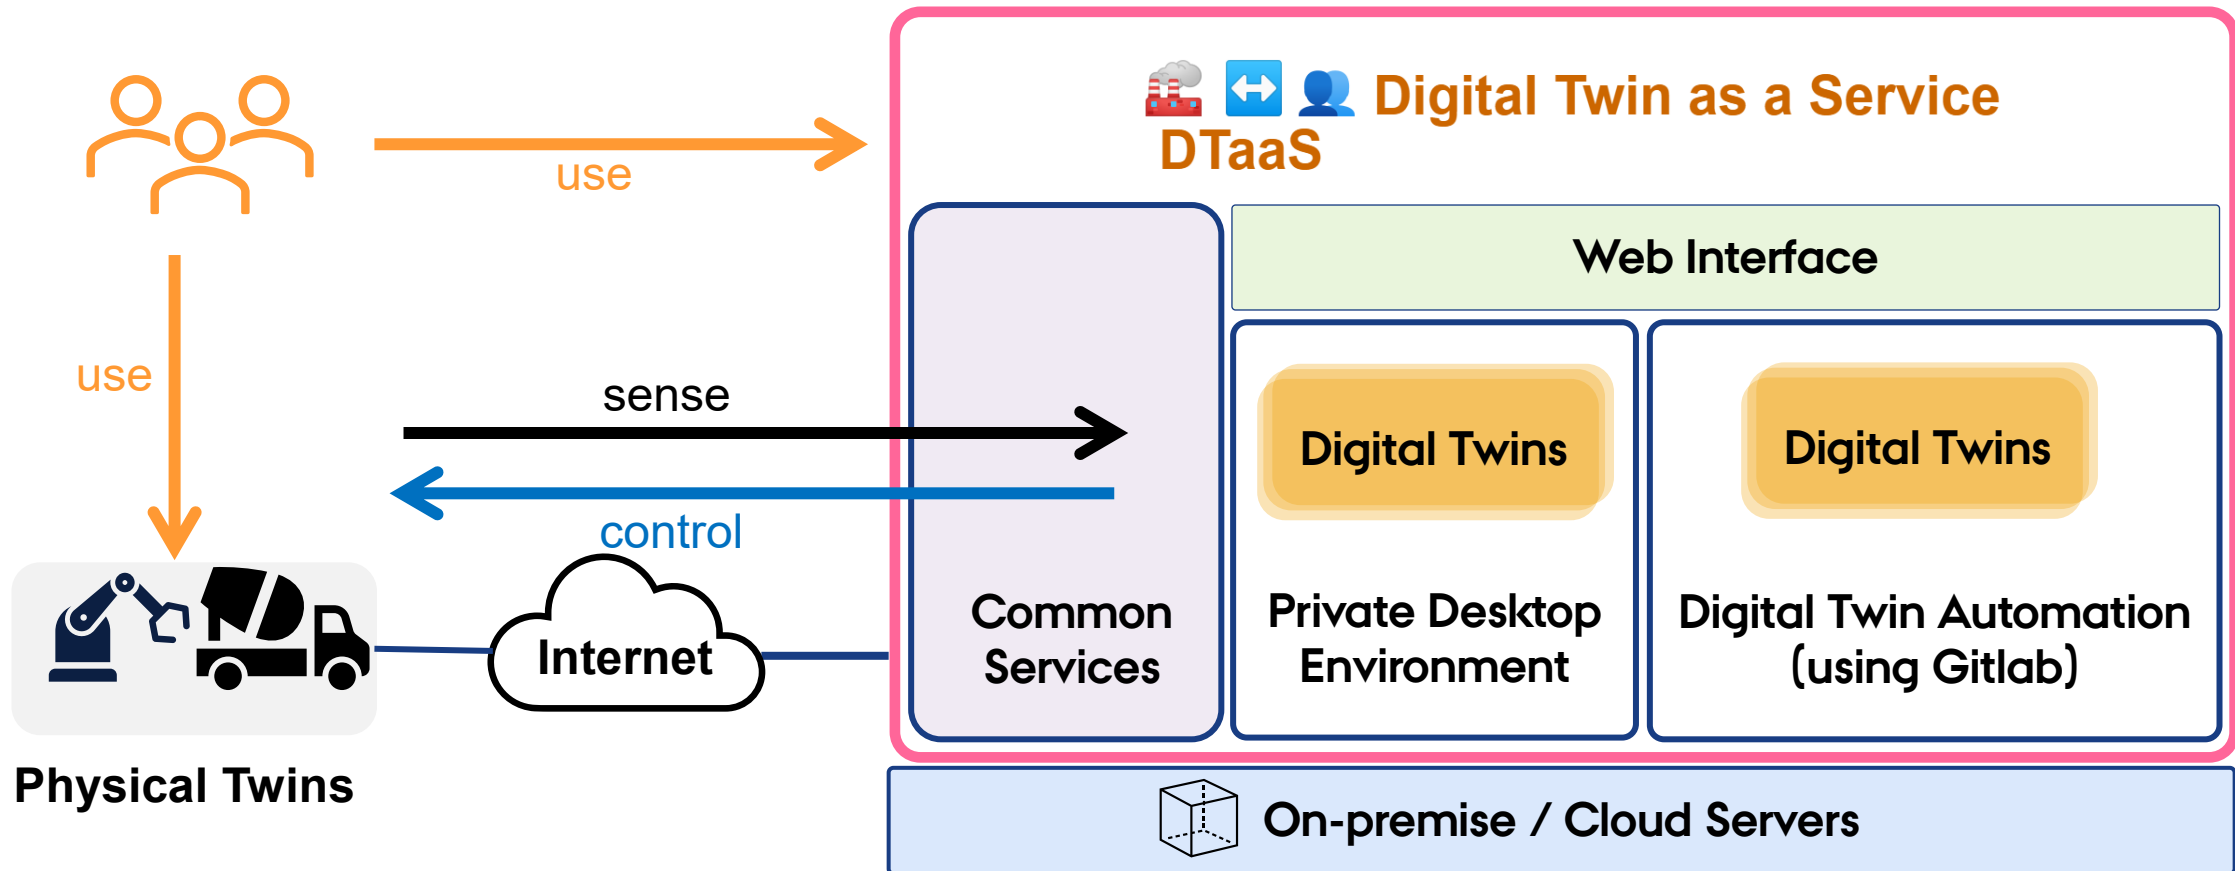 Digital Twin as a Service
DTaaS
use
Web Interface
use
sense
control
Digital Twins
Digital Twins
Common
Services
Private Desktop
Environment
Digital Twin Automation
(using Gitlab)
Internet
Physical Twins
On-premise / Cloud Servers